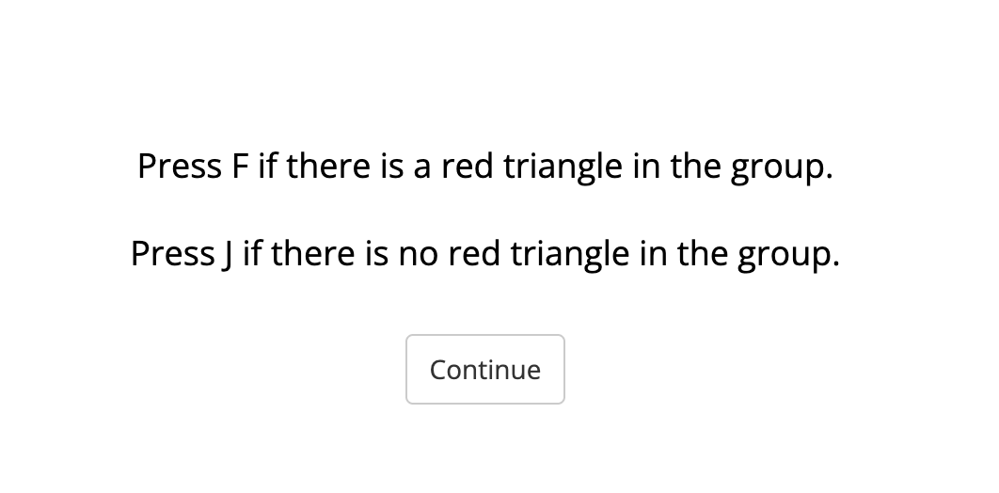 Press F if there is a red triangle in the group.
Press J if there is no red triangle in the group.
Continue